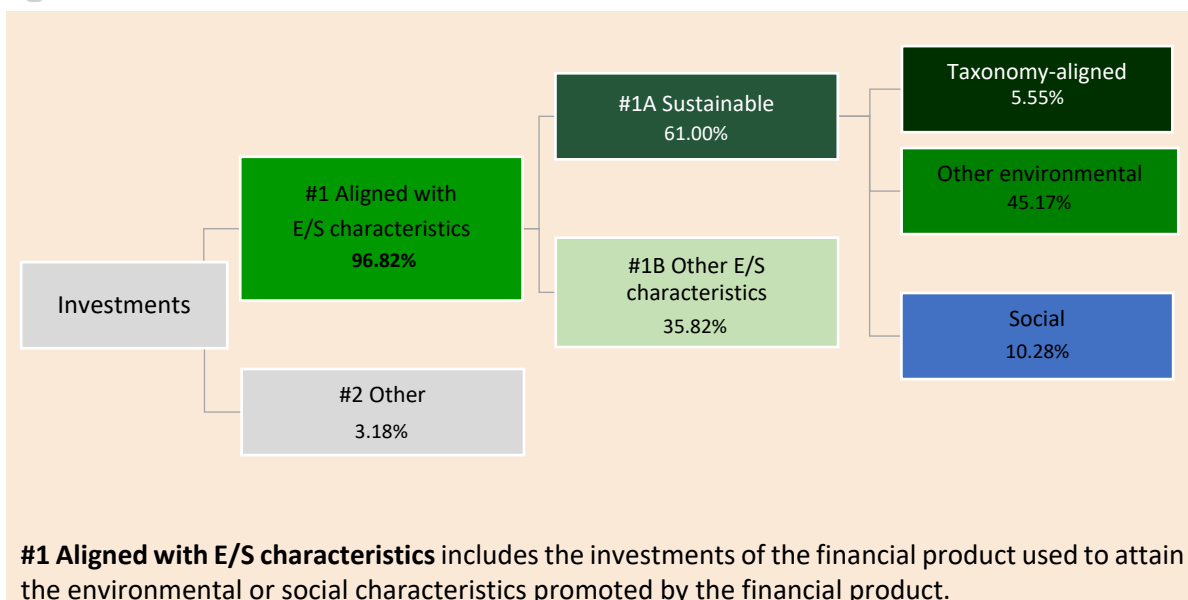 Investments
#1 Aligned with
E/S characteristics
96.82%
#2 Other
3.18%
#1A Sustainable
61.00%
#1B Other E/S
characteristics
35.82%
Taxonomy-aligned
5.55%
Other environmental
45.17%
Social
10.28%
#1 Aligned with E/S characteristics includes the investments of the financial product used to attain
the environmental or social characteristics promoted by the financial product.